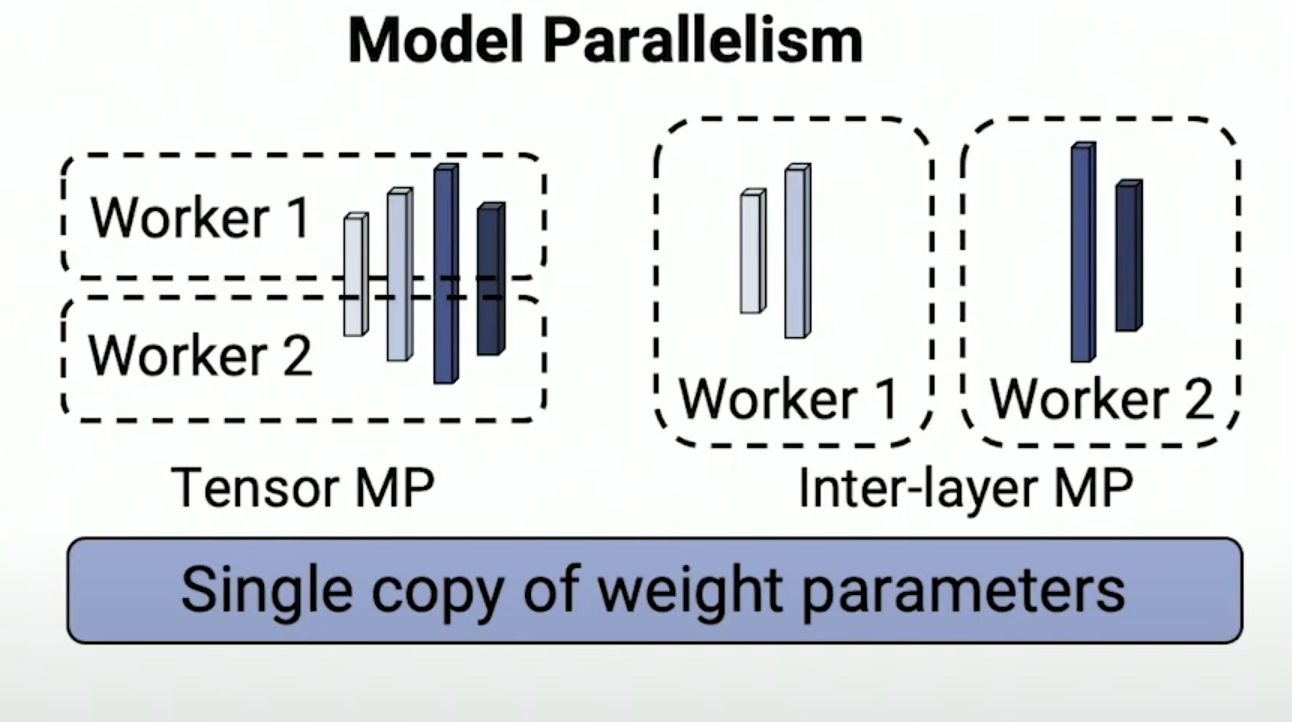 Model Parallelism
Worker 1
Worker 2
Tensor MP
Worker 1
Worker 2
Inter-layer MP
Single copy of weight parameters